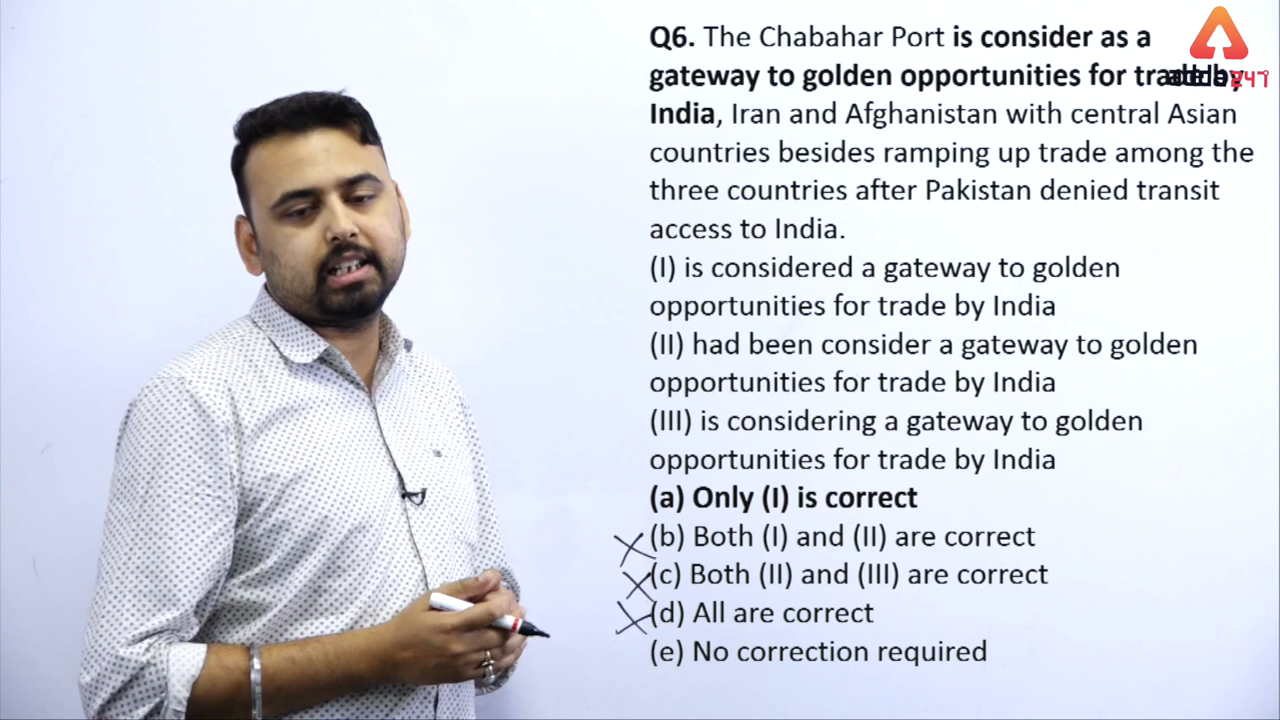 Q6. The Chabahar Port is consider as a
gateway to golden opportunities for trade by
India, Iran and Afghanistan with central Asian
countries besides ramping up trade among the
three countries after Pakistan denied transit
access to India.
(I) is considered a gateway to golden
opportunities for trade by India
(II) had been consider a gateway to golden
opportunities for trade by India
(III) is considering a gateway to golden
opportunities for trade by India
(a) Only (I) is correct
(b) Both (I) and (II) are correct
(c) Both (II) and (III) are correct
(d) All are correct
(e) No correction required